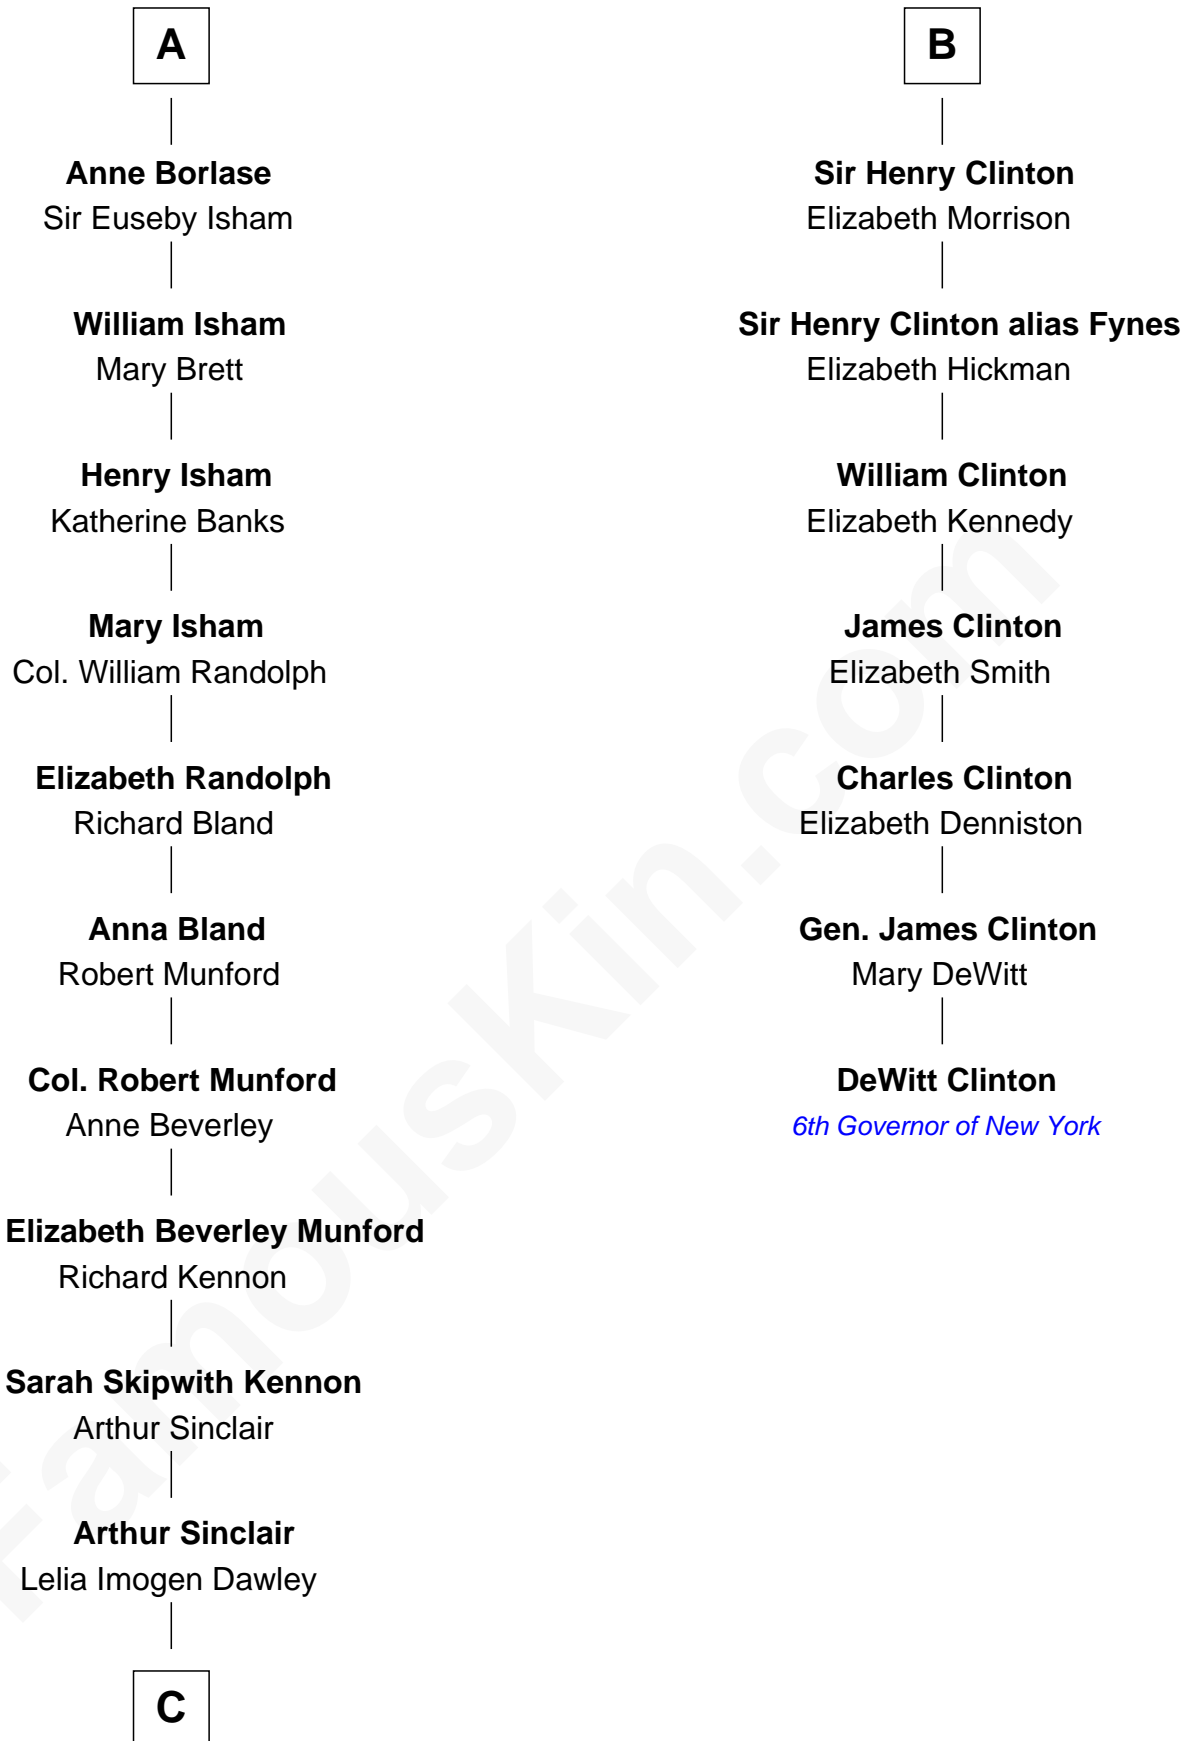 A
Anne Borlase
Sir Euseby Isham
William Isham
Mary Brett
Henry Isham
Katherine Banks
Mary Isham
Col. William Randolph
Elizabeth Randolph
Richard Bland
Anna Bland
Robert Munford
Col. Robert Munford
Anne Beverley
Elizabeth Beverley Munford
Richard Kennon
Sarah Skipwith Kennon
Arthur Sinclair
Arthur Sinclair
Lelia Imogen Dawley
C
B
Sir Henry Clinton
Elizabeth Morrison
Sir Henry Clinton alias Fynes
Elizabeth Hickman
William Clinton
Elizabeth Kennedy
James Clinton
Elizabeth Smith
Charles Clinton
Elizabeth Denniston
Gen. James Clinton
Mary DeWitt
DeWitt Clinton
6th Governor of New York
FamousKin.com